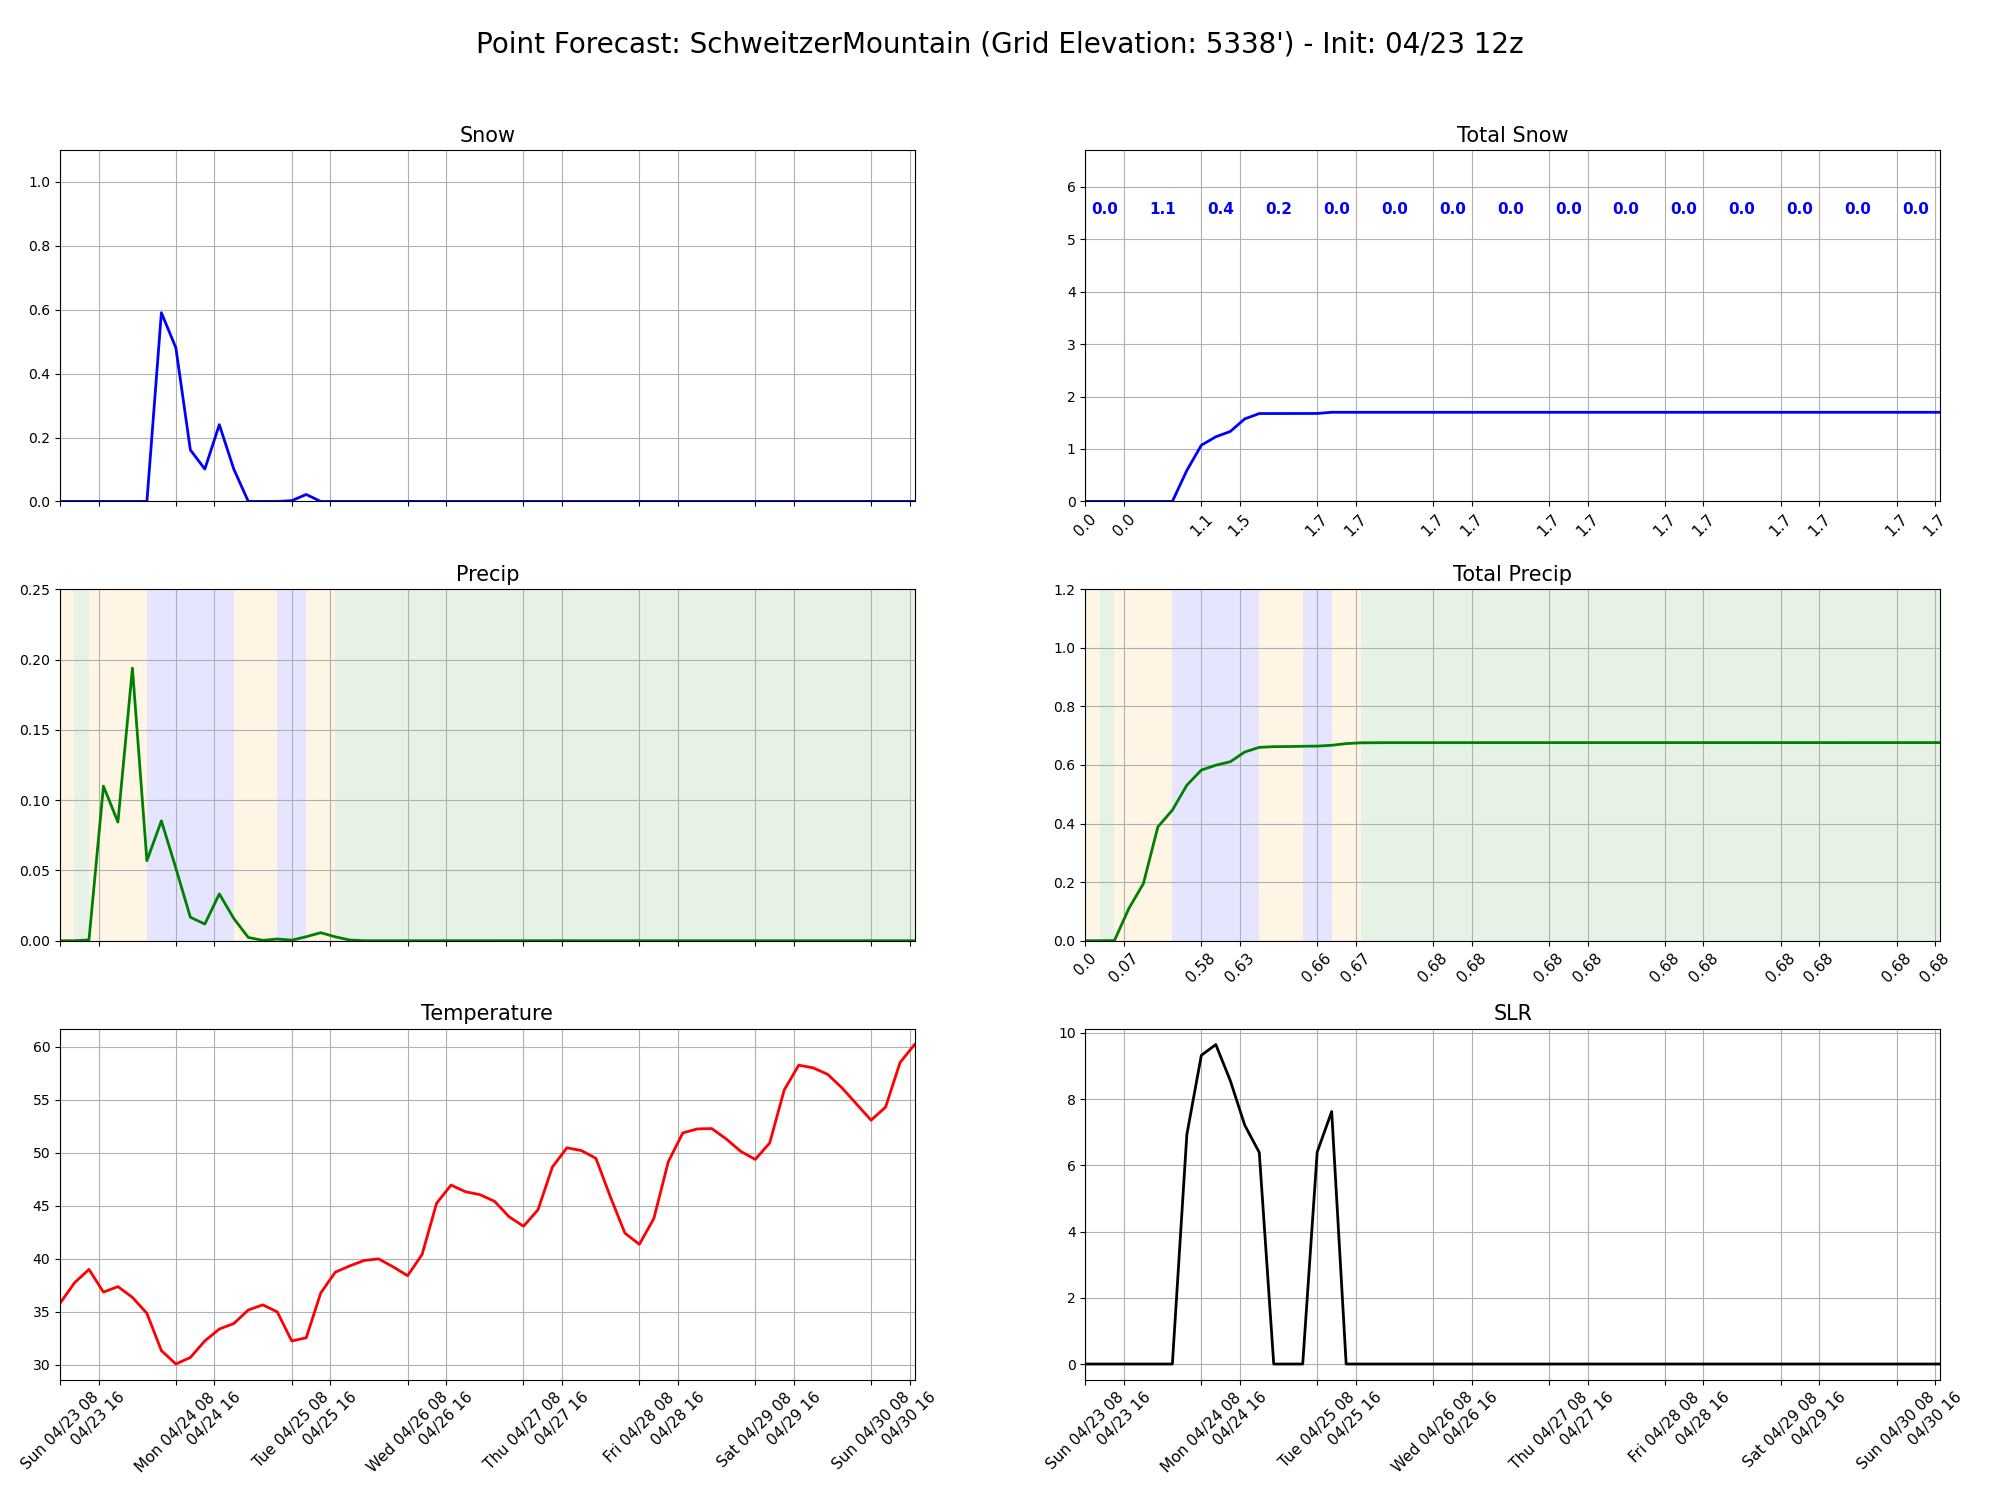 Point Forecast: SchweitzerMountain (Grid Elevation: 5338') - Init: 04/23 12z
Snow
1.0
0.8
0.6
0.4
0.2
0.0
Total Snow
6
5
4
3
2
1
0
0.0 1.1 0.4 0.2 0.0 0.0 0.0 0.0 0.0 0.0 0.0 0.0 0.0 0.0 0.0
0.0 0.0 1.1 1.5 1.7 1.7 1.7 1.7 1.7 1.7 1.7 1.7 1.7 1.7 1.7 1.7
Precip
0.25
0.20
0.15
0.10
0.05
0.00
Total Precip
1.2
1.0
0.8
0.6
0.4
0.2
0.0
0.0 0.07 0.58 0.63 0.66 0.67 0.68 0.68 0.68 0.68 0.68 0.68 0.68 0.68 0.68 0.68
Temperature
60
55
50
45
40
35
30
Sun 04/23 08
04/23 16
Mon 04/24 08
04/24 16
Tue 04/25 08
04/25 16
Wed 04/26 08
04/26 16
Thu 04/27 08
04/27 16
Fri 04/28 08
04/28 16
Sat 04/29 08
04/29 16
Sun 04/30 08
04/30 16
SLR
10
8
6
4
2
0
Sun 04/23 08
04/23 16
Mon 04/24 08
04/24 16
Tue 04/25 08
04/25 16
Wed 04/26 08
04/26 16
Thu 04/27 08
04/27 16
Fri 04/28 08
04/28 16
Sat 04/29 08
04/29 16
Sun 04/30 08
04/30 16